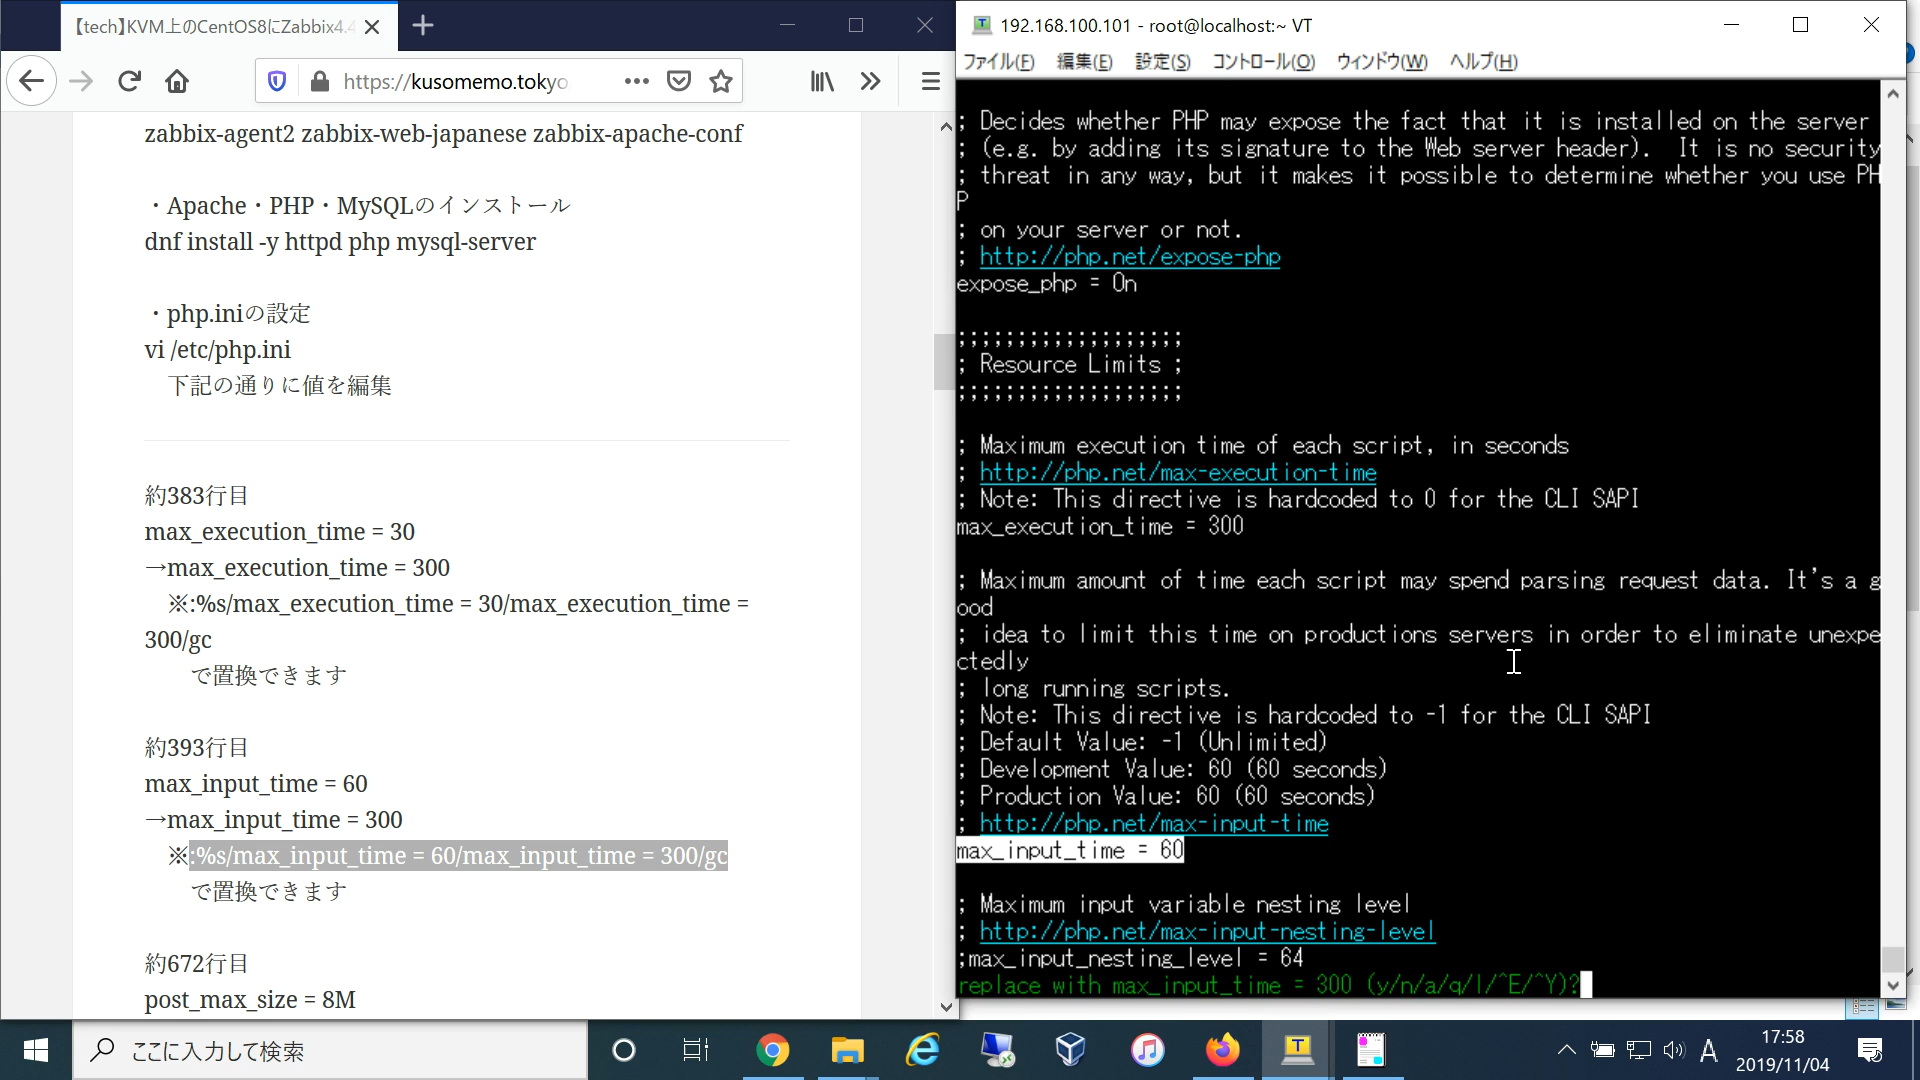 【tech】KVM上のCentOS8にZabbix4.4
https://kusomemo.tokyo
zabbix-agent2 zabbix-web-japanese zabbix-apache-conf
・Apache・PHP・MySQLのインストール
dnf install -y httpd php mysql-server
・php.iniの設定
vi /etc/php.ini
下記の通りに値を編集
約383行目
max_execution_time = 30
→max_execution_time = 300
※:%s/max_execution_time = 30/max_execution_time =
300/gc
で置換できます
約393行目
max_input_time = 60
→max_input_time = 300
※:%s/max_input_time = 60/max_input_time = 300/gc
で置換できます
約672行目
post_max_size = 8M
192.168.100.101 - root@localhost:~ VT
ファイル(F) 編集(E) 設定(S) コントロール(O) ウィンドウ(W) ヘルプ(H)
; Decides whether PHP may expose the fact that it is installed on the server
; (e.g. by adding its signature to the Web server header).  It is no security
; threat in any way, but it makes it possible to determine whether you use PH
P
; on your server or not.
; http://php.net/expose-php
expose_php = On
;;;;;;;;;;;;;;;;;;;
; Resource Limits ;
;;;;;;;;;;;;;;;;;;;
; Maximum execution time of each script, in seconds
; http://php.net/max-execution-time
; Note: This directive is hardcoded to 0 for the CLI SAPI
max_execution_time = 300
; Maximum amount of time each script may spend parsing request data. It's a g
ood
; idea to limit this time on productions servers in order to eliminate unexpe
ctedly
; long running scripts.
; Note: This directive is hardcoded to -1 for the CLI SAPI
; Default Value: -1 (Unlimited)
; Development Value: 60 (60 seconds)
; Production Value: 60 (60 seconds)
; http://php.net/max-input-time
max_input_time = 60
; Maximum input variable nesting level
; http://php.net/max-input-nesting-level
;max_input_nesting_level = 64
replace with max_input_time = 300 (y/n/a/q/l/^E/^Y)?
ここに入力して検索
A
17:58
2019/11/04